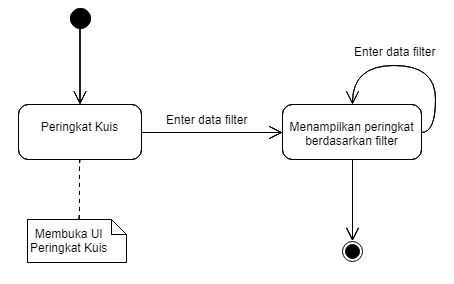 Enter data filter
Peringkat Kuis
Enter data filter
Menampilkan peringkat
berdasarkan filter
Membuka UI
Peringkat Kuis